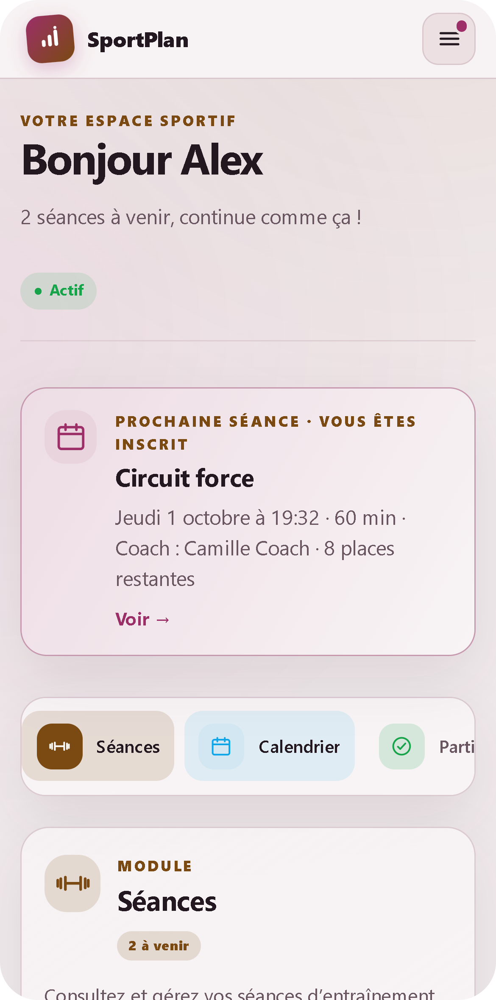 SportPlan
VOTRE ESPACE SPORTIF
Bonjour Alex
2 séances à venir, continue comme ça !
Actif
PROCHAINE SÉANCE · VOUS ÊTES
INSCRIT
Circuit force
Jeudi 1 octobre à 19:32 · 60 min ·
Coach : Camille Coach · 8 places
restantes
Voir →
Séances
Calendrier
Parti
MODULE
Séances
2 à venir
Consultez et gérez vos séances d’entraînement